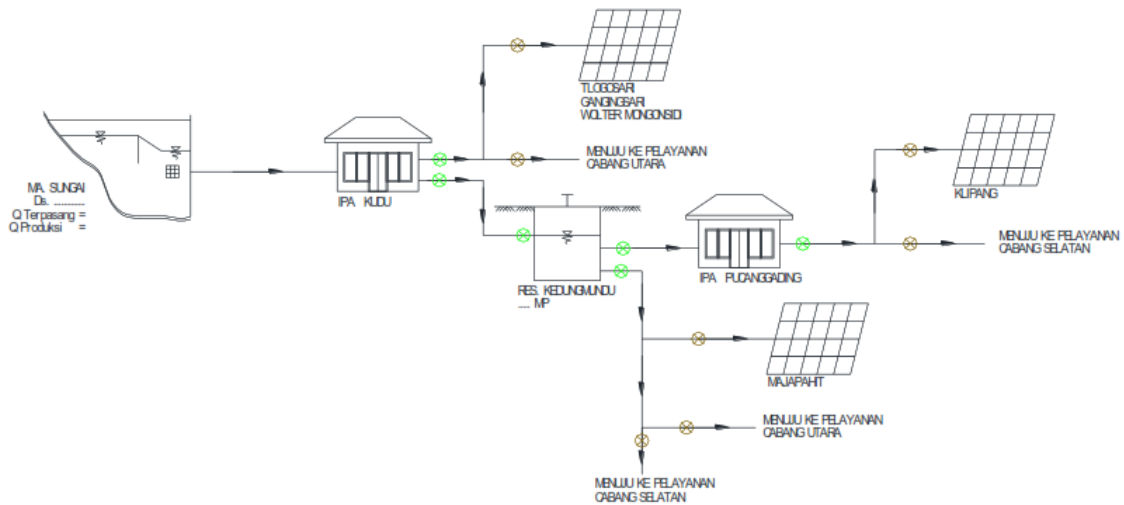 TLOGOSARI
GANGINGSARI
WOLTER MONGONSIDI
MENUJU KE PELAYANAN
CABANG UTARA
MA. SUNGAI
Ds. ..........
Q Terpasang =
Q Produksi =
IPA KUDU
KLIPANG
MENUJU KE PELAYANAN
CABANG SELATAN
IPA PUCANGGADING
RES. KEDUNGMUNDU
.... MP
MAJAPAHIT
MENUJU KE PELAYANAN
CABANG UTARA
MENUJU KE PELAYANAN
CABANG SELATAN